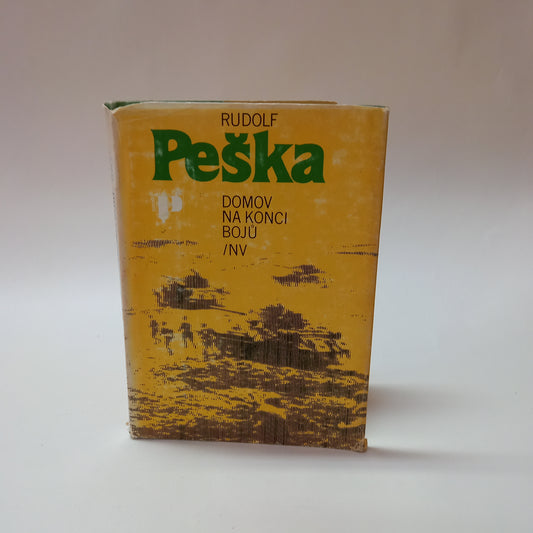 RUDOLF
Peška
DOMOV
NA KONCI
BOJŮ
/NV